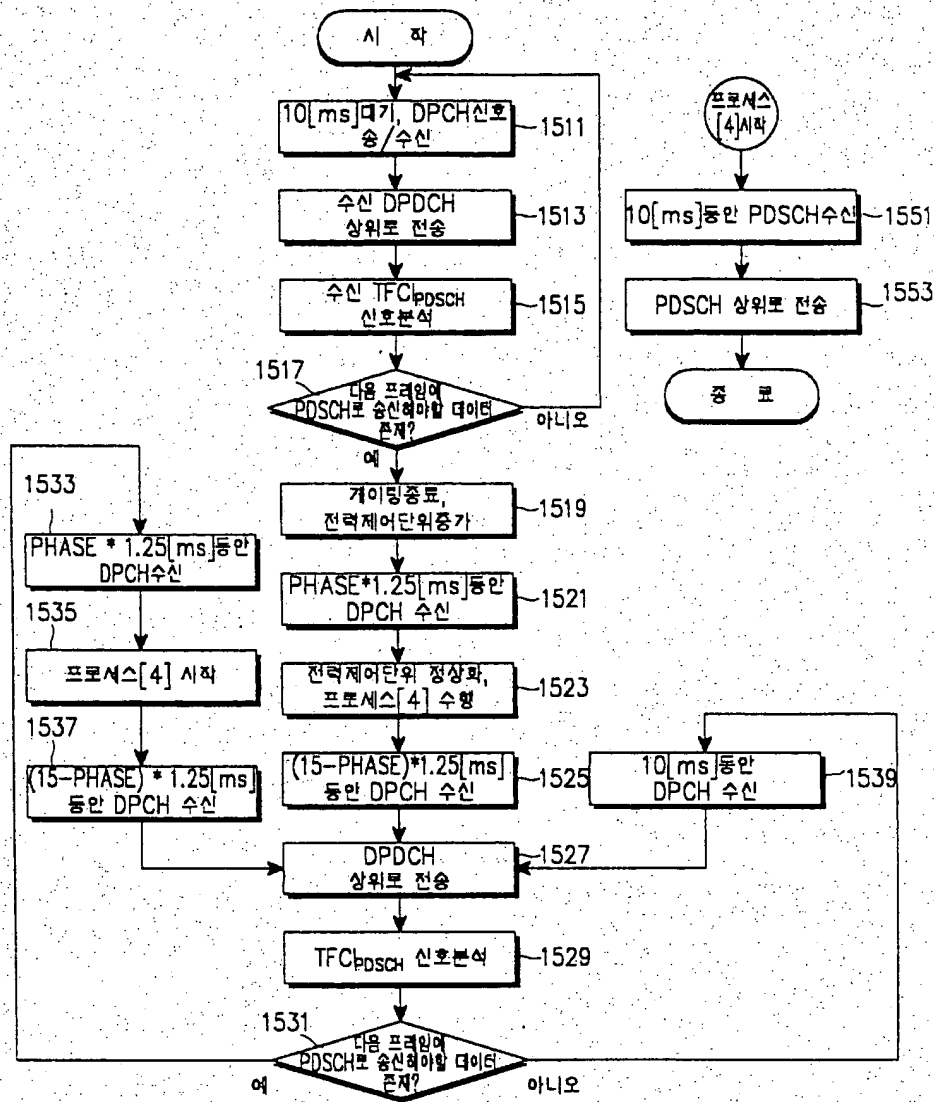 시 작
10[ms]대기, DPCH신호
송/수신
1511
수신 DPDCH
상위로 전송
1513
수신 TFCI_PDSCH
신호분석
1515
1517
다음 프레임에
PDSCH로 송신해야할 데이터
존재?
아니오
예
게이팅종료,
전력제어단위증가
1519
PHASE*1.25[ms]동안
DPCH 수신
1521
전력제어단위 정상화,
프로세스[4] 수행
1523
(15-PHASE)*1.25[ms]
동안 DPCH 수신
1525
DPDCH
상위로 전송
1527
TFCI_PDSCH 신호분석
1529
1531
다음 프레임에
PDSCH로 송신해야할 데이터
존재?
예
아니오
1533
PHASE * 1.25[ms]동안
DPCH수신
1535
프로세스[4] 시작
1537
(15-PHASE) * 1.25[ms]
동안 DPCH 수신
10[ms]동안
DPCH 수신
1539
프로세스
[4]시작
10[ms]동안 PDSCH수신
1551
PDSCH 상위로 전송
1553
종 료